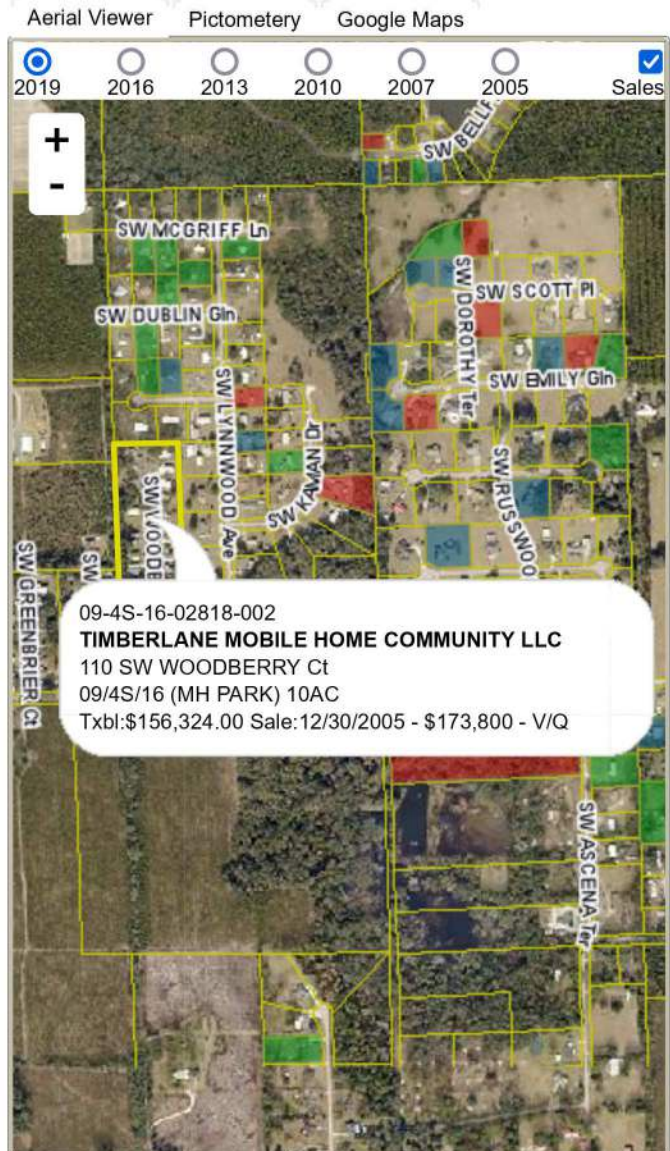 Aerial Viewer Pictometery Google Maps
2019 2016 2013 2010 2007 2005 Sales
+
-
SW BELLF
SW MCGRIFF Ln
SW DUBLIN Gln
SW LYNNWOOD Ave
SW KAMAN Dr
SW DOROTHY Ter
SW SCOTT Pl
SW EMILY Gln
SW RUSSWOO
SW WOODB
SW
SW GREENBRIER Ct
09-4S-16-02818-002
TIMBERLANE MOBILE HOME COMMUNITY LLC
110 SW WOODBERRY Ct
09/4S/16 (MH PARK) 10AC
Txbl:$156,324.00 Sale:12/30/2005 - $173,800 - V/Q
SW ASCENA Ter